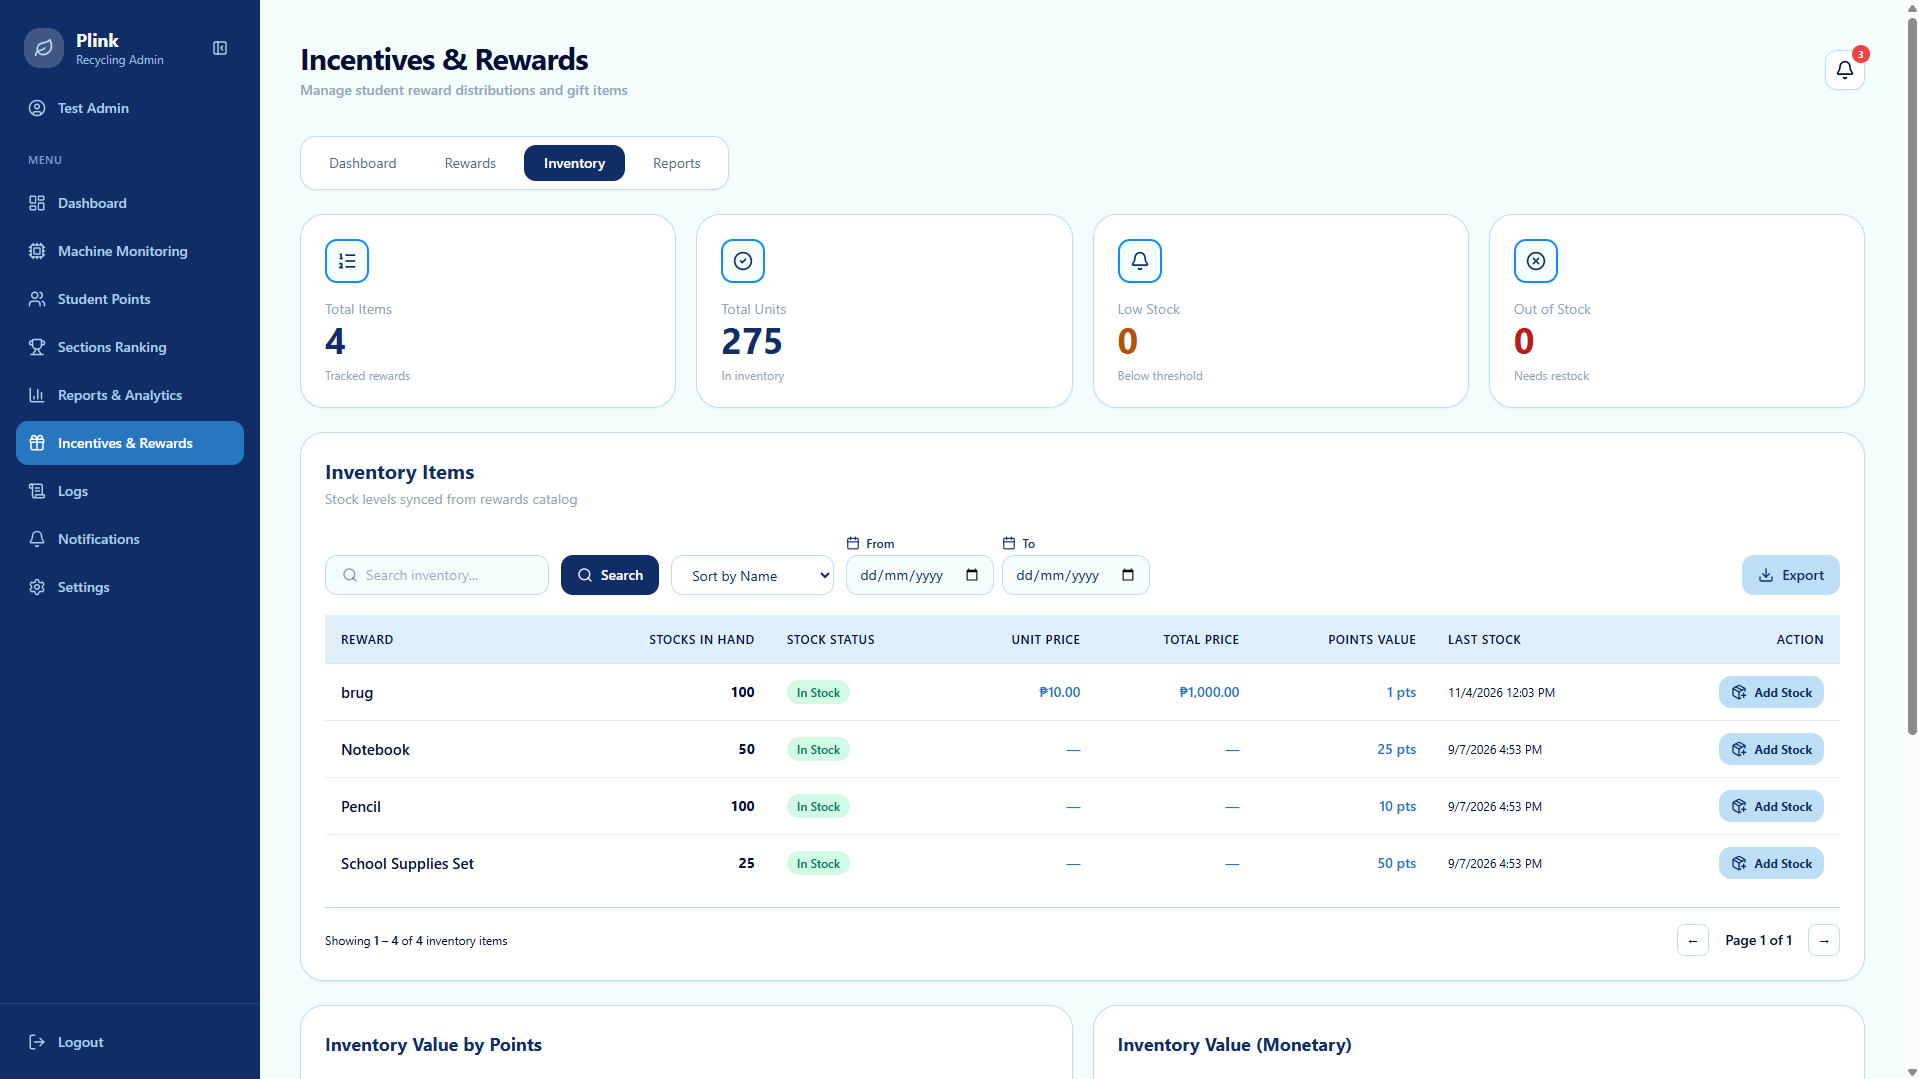 Plink
Recycling Admin
Test Admin
MENU
Dashboard
Machine Monitoring
Student Points
Sections Ranking
Reports & Analytics
Incentives & Rewards
Logs
Notifications
Settings
Logout
Incentives & Rewards
Manage student reward distributions and gift items
3
Dashboard Rewards Inventory Reports
Total Items
4
Tracked rewards
Total Units
275
In inventory
Low Stock
0
Below threshold
Out of Stock
0
Needs restock
Inventory Items
Stock levels synced from rewards catalog
From To
Search inventory... Search Sort by Name dd/mm/yyyy dd/mm/yyyy Export
REWARD STOCKS IN HAND STOCK STATUS UNIT PRICE TOTAL PRICE POINTS VALUE LAST STOCK ACTION
brug 100 In Stock ₱10.00 ₱1,000.00 1 pts 11/4/2026 12:03 PM Add Stock
Notebook 50 In Stock — — 25 pts 9/7/2026 4:53 PM Add Stock
Pencil 100 In Stock — — 10 pts 9/7/2026 4:53 PM Add Stock
School Supplies Set 25 In Stock — — 50 pts 9/7/2026 4:53 PM Add Stock
Showing 1 – 4 of 4 inventory items ← Page 1 of 1 →
Inventory Value by Points
Inventory Value (Monetary)